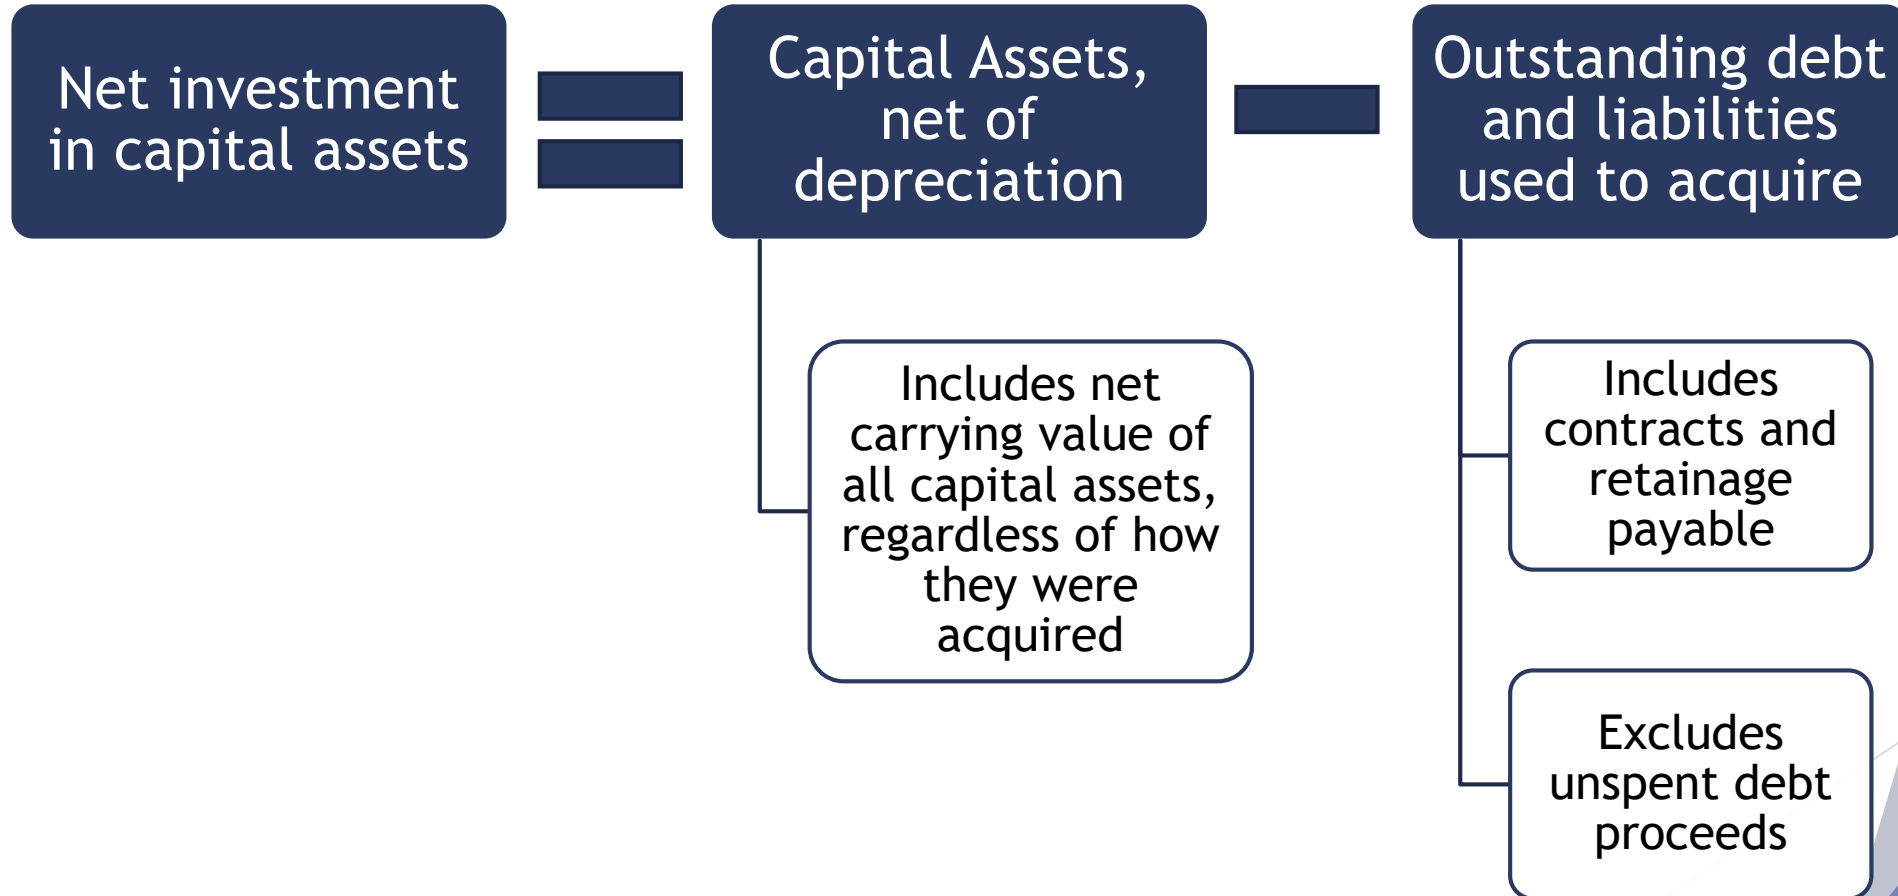 Net investment
in capital assets
Capital Assets,
net of
depreciation
Outstanding debt
and liabilities
used to acquire
Includes net
carrying value of
all capital assets,
regardless of how
they were
acquired
Includes
contracts and
retainage
payable
Excludes
unspent debt
proceeds